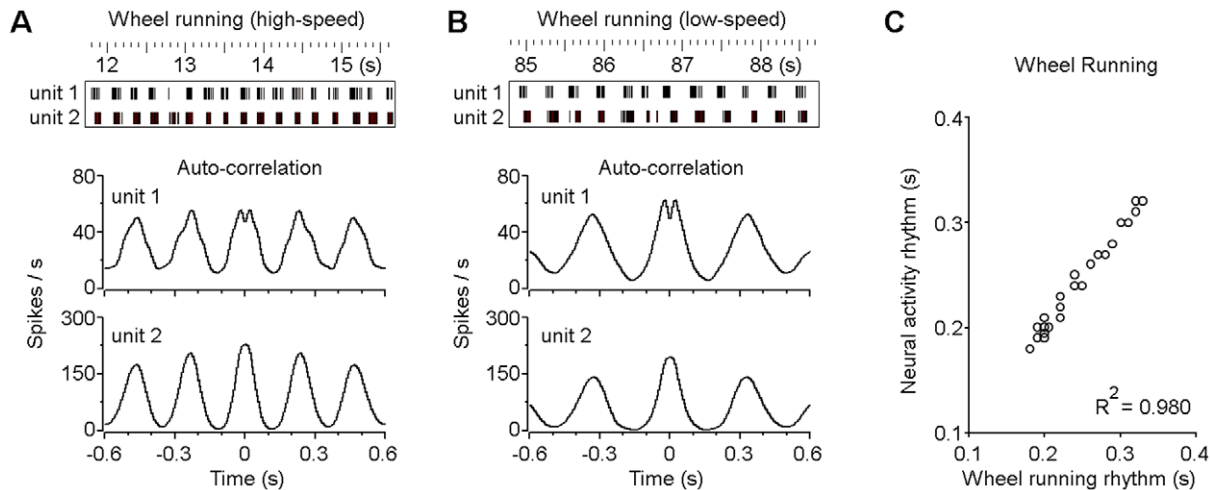 A
Wheel running (high-speed)
12 13 14 15 (s)
unit 1
unit 2
Auto-correlation
unit 1
80
40
0
unit 2
300
150
0
Spikes / s
-0.6 -0.3 0 0.3 0.6
Time (s)
B
Wheel running (low-speed)
85 86 87 88 (s)
unit 1
unit 2
Auto-correlation
unit 1
80
40
0
unit 2
300
150
0
Spikes / s
-0.6 -0.3 0 0.3 0.6
Time (s)
C
Wheel Running
0.4
0.3
0.2
0.1
Neural activity rhythm (s)
R2 = 0.980
0.2 0.3 0.4
Wheel running rhythm (s)